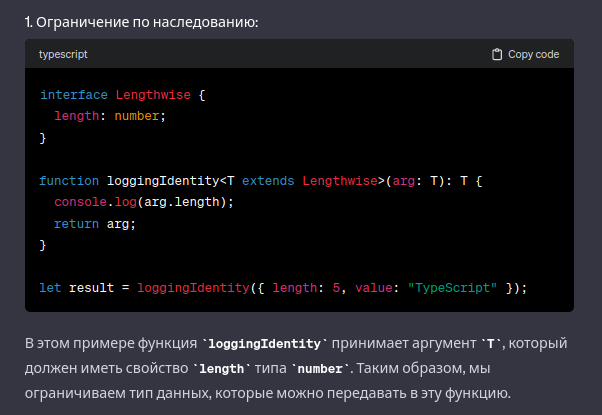 1. Ограничение по наследованию:
typescript
Copy code
interface Lengthwise {
  length: number;
}

function loggingIdentity<T extends Lengthwise>(arg: T): T {
  console.log(arg.length);
  return arg;
}

let result = loggingIdentity({ length: 5, value: "TypeScript" });
В этом примере функция `loggingIdentity` принимает аргумент `T`, который
должен иметь свойство `length` типа `number`. Таким образом, мы
ограничиваем тип данных, которые можно передавать в эту функцию.